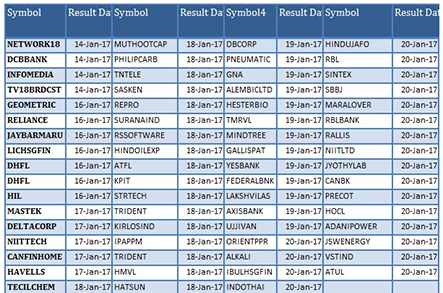 Symbol Result Da Symbol Result Da Symbol4 Result Da Symbol Result Dat
NETWORK18 14-Jan-17 MUTHOOTCAP 18-Jan-17 DBCORP 19-Jan-17 HINDUJAFO 20-Jan-17
DCBBANK 14-Jan-17 PHILIPCARB 18-Jan-17 PNEUMATIC 19-Jan-17 RBL 20-Jan-17
INFOMEDIA 14-Jan-17 TNTELE 18-Jan-17 GNA 19-Jan-17 SINTEX 20-Jan-17
TV18BRDCST 14-Jan-17 SASKEN 18-Jan-17 ALEMBICLTD 19-Jan-17 SBBJ 20-Jan-17
GEOMETRIC 16-Jan-17 REPRO 18-Jan-17 HESTERBIO 19-Jan-17 MARALOVER 20-Jan-17
RELIANCE 16-Jan-17 SURANAIND 18-Jan-17 TMRVL 19-Jan-17 RBLBANK 20-Jan-17
JAYBARMARU 16-Jan-17 RSSOFTWARE 18-Jan-17 MINDTREE 19-Jan-17 RALLIS 20-Jan-17
LICHSGFIN 16-Jan-17 HINDOILEXP 18-Jan-17 GALLISPAT 19-Jan-17 NIITLTD 20-Jan-17
DHFL 16-Jan-17 ATFL 18-Jan-17 YESBANK 19-Jan-17 JYOTHYLAB 20-Jan-17
DHFL 16-Jan-17 KPIT 18-Jan-17 FEDERALBNK 19-Jan-17 CANBK 20-Jan-17
HIL 16-Jan-17 STRTECH 18-Jan-17 LAKSHVILAS 19-Jan-17 PRECOT 20-Jan-17
MASTEK 17-Jan-17 TRIDENT 18-Jan-17 AXISBANK 19-Jan-17 HOCL 20-Jan-17
DELTACORP 17-Jan-17 KIRLOSIND 18-Jan-17 UJJIVAN 19-Jan-17 ADANIPOWER 20-Jan-17
NIITTECH 17-Jan-17 IPAPPM 18-Jan-17 ORIENTPPR 20-Jan-17 JSWENERGY 20-Jan-17
CANFINHOME 17-Jan-17 TRIDENT 18-Jan-17 ALKALI 20-Jan-17 VSTIND 20-Jan-17
HAVELLS 17-Jan-17 HMVL 18-Jan-17 IBULHSGFIN 20-Jan-17 ATUL 20-Jan-17
TECILCHEM 18-Jan-17 HATSUN 18-Jan-17 INDOTHAI 20-Jan-17